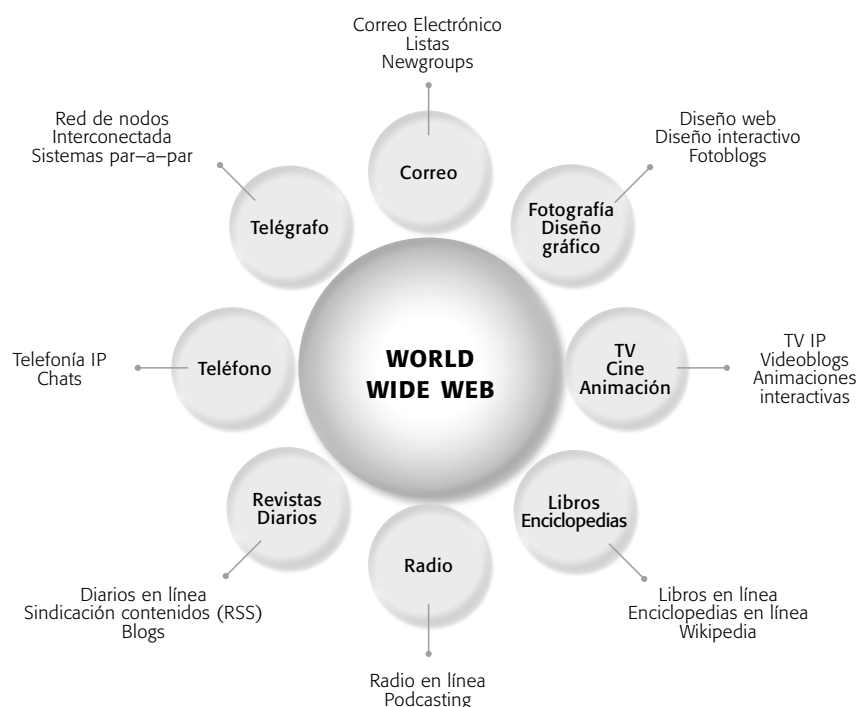 Correo Electrónico
Listas
Newgroups
Correo
Diseño web
Diseño interactivo
Fotoblogs
Fotografía
Diseño
gráfico
TV IP
Videoblogs
Animaciones
interactivas
TV
Cine
Animación
Libros
Enciclopedias
Libros en línea
Enciclopedias en línea
Wikipedia
Radio
Radio en línea
Podcasting
Revistas
Diarios
Diarios en línea
Sindicación contenidos (RSS)
Blogs
Teléfono
Telefonía IP
Chats
Telégrafo
Red de nodos
Interconectada
Sistemas par–a–par
WORLD
WIDE WEB